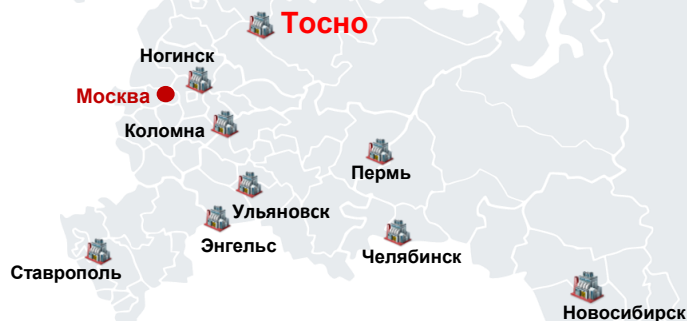 Тосно
Ногинск
Москва
Коломна
Пермь
Ульяновск
Энгельс
Челябинск
Ставрополь
Новосибирск